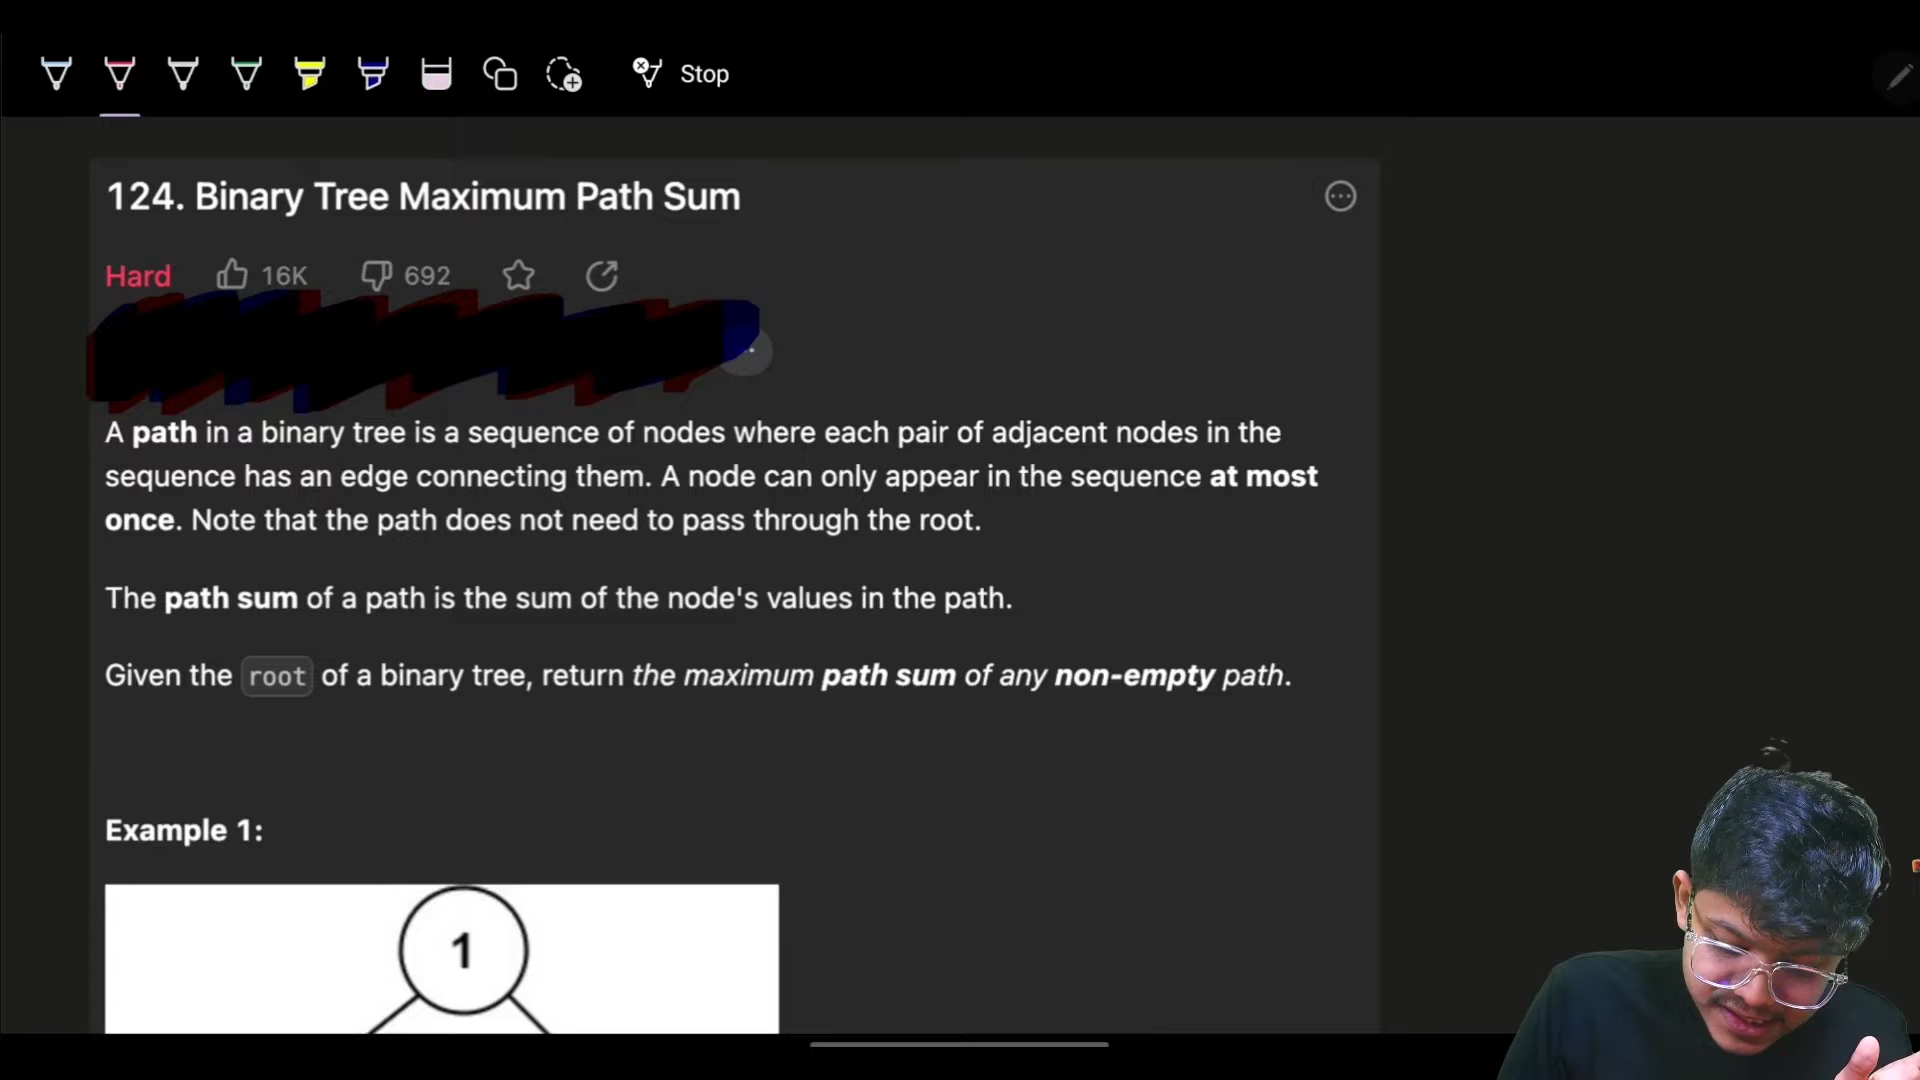 Stop
124. Binary Tree Maximum Path Sum
Hard 16K 692
A path in a binary tree is a sequence of nodes where each pair of adjacent nodes in the
sequence has an edge connecting them. A node can only appear in the sequence at most
once. Note that the path does not need to pass through the root.
The path sum of a path is the sum of the node's values in the path.
Given the root of a binary tree, return the maximum path sum of any non-empty path.
Example 1:
1